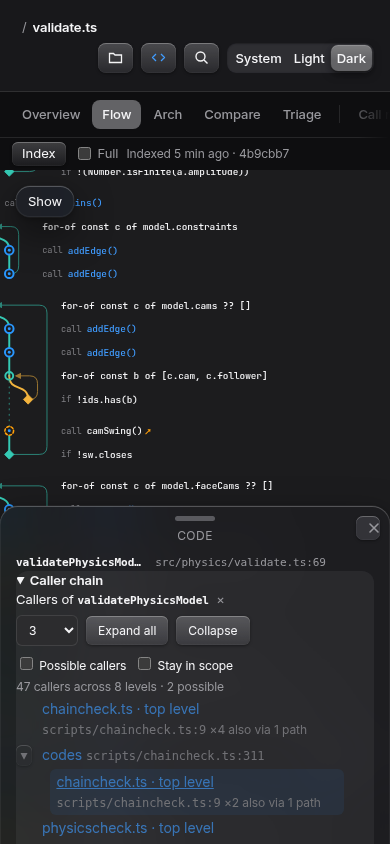 / validate.ts
System Light Dark
Overview Flow Arch Compare Triage Call
Index Full Indexed 5 min ago · 4b9cbb7
if !(Number.isFinite(a.amplitude))
Show
ins()
for-of const c of model.constraints
call addEdge()
call addEdge()
for-of const c of model.cams ?? []
call addEdge()
call addEdge()
for-of const b of [c.cam, c.follower]
if !ids.has(b)
call camSwing() ↗
if !sw.closes
for-of const c of model.faceCams ?? []
CODE
validatePhysicsMod… src/physics/validate.ts:69
▼ Caller chain
Callers of validatePhysicsModel ×
3 Expand all Collapse
Possible callers Stay in scope
47 callers across 8 levels · 2 possible
chaincheck.ts · top level
scripts/chaincheck.ts:9 ×4 also via 1 path
▼ codes scripts/chaincheck.ts:311
chaincheck.ts · top level
scripts/chaincheck.ts:9 ×2 also via 1 path
physicscheck.ts · top level